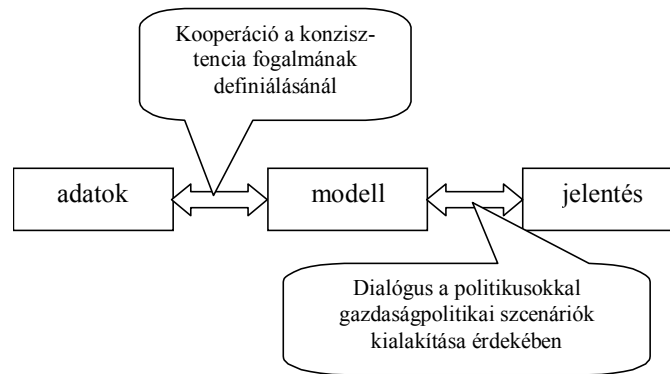 Kooperáció a konzisz-
tencia fogalmának
definiálásánál
adatok
modell
jelentés
Dialógus a politikusokkal
gazdaságpolitikai szcenáriók
kialakítása érdekében